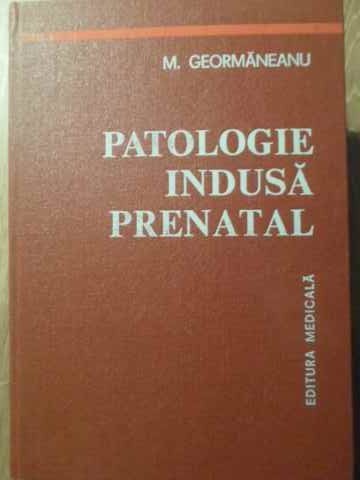 M. GEORMĂNEANU
PATOLOGIE
INDUSĂ
PRENATAL
EDITURA MEDICALĂ